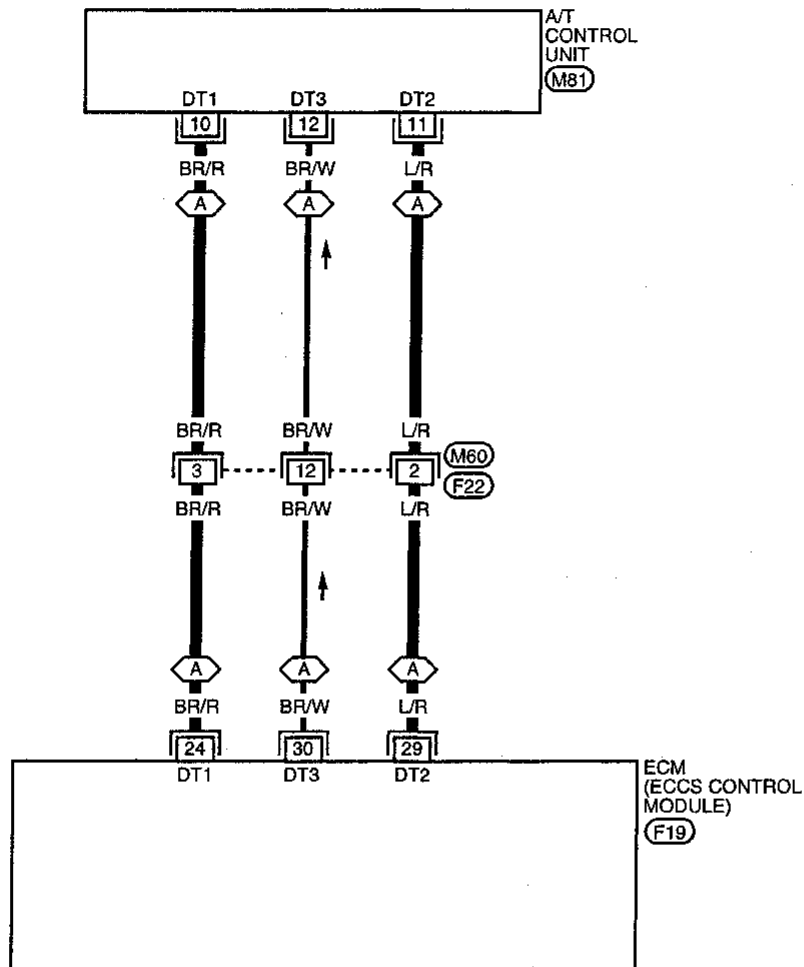 A/T
CONTROL
UNIT
M81
DT1 DT3 DT2
10 12 11
BR/R BR/W L/R
A A A
BR/R BR/W L/R
M60
3 12 2
F22
BR/R BR/W L/R
A A A
BR/R BR/W L/R
24 30 29
DT1 DT3 DT2
ECM
(ECCS CONTROL
MODULE)
F19